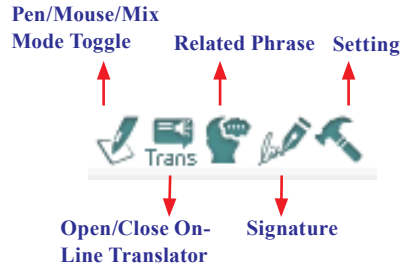 Pen/Mouse/Mix
Mode Toggle
Related Phrase
Setting
Trans
Open/Close On-
Line Translator
Signature